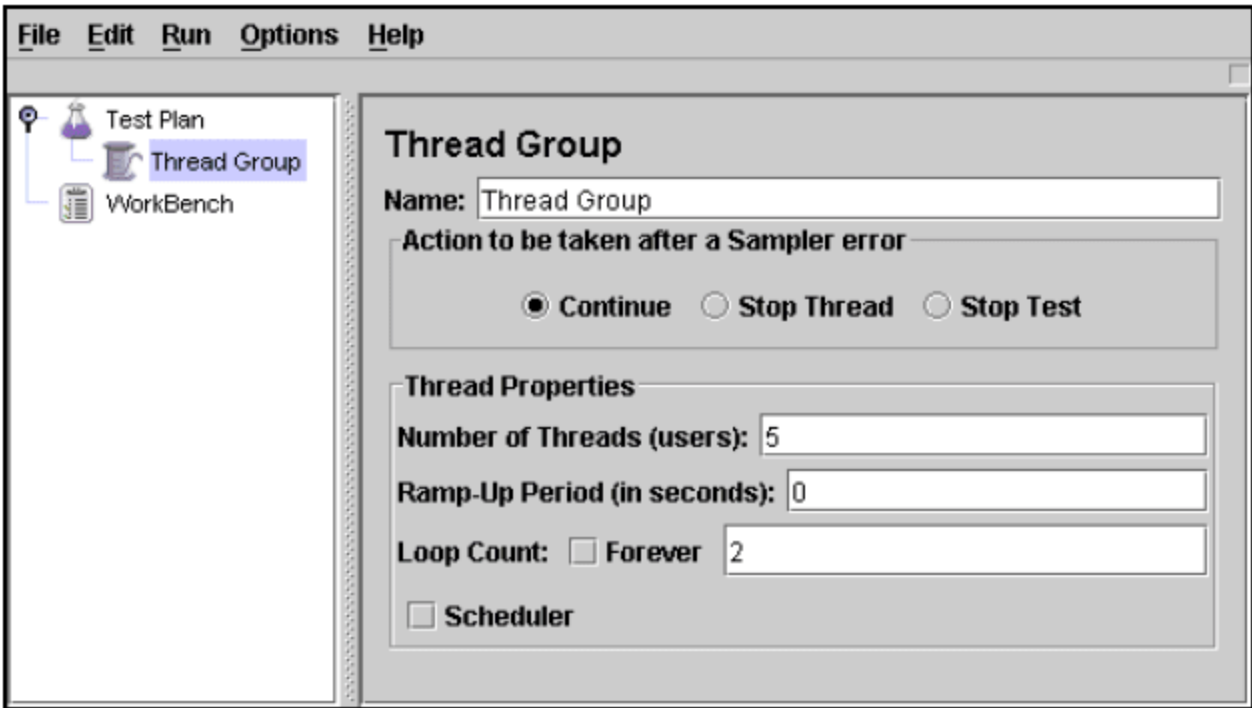 File Edit Run Options Help
Test Plan
Thread Group
WorkBench
Thread Group
Name: Thread Group
Action to be taken after a Sampler error
Continue Stop Thread Stop Test
Thread Properties
Number of Threads (users): 5
Ramp-Up Period (in seconds): 0
Loop Count: Forever 2
Scheduler